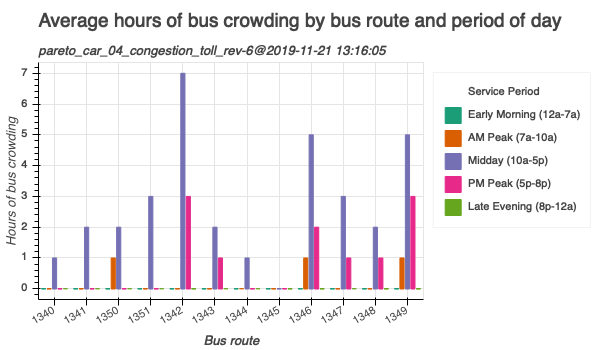 Average hours of bus crowding by bus route and period of day
pareto_car_04_congestion_toll_rev-6@2019-11-21 13:16:05
Hours of bus crowding
7
6
5
4
3
2
1
0
1340
1341
1350
1351
1342
1343
1344
1345
1346
1347
1348
1349
Bus route
Service Period
Early Morning (12a-7a)
AM Peak (7a-10a)
Midday (10a-5p)
PM Peak (5p-8p)
Late Evening (8p-12a)